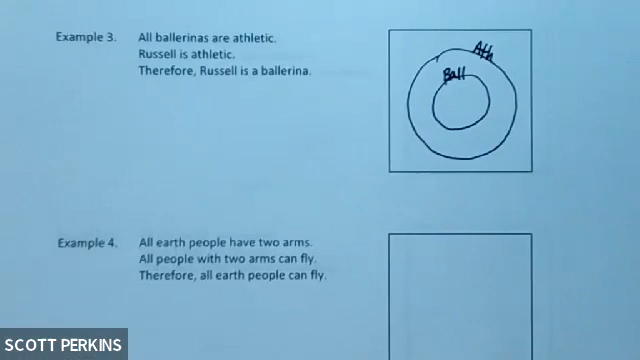 Example 3. All ballerinas are athletic.
Russell is athletic.
Therefore, Russell is a ballerina.
Ath
Ball
Example 4. All earth people have two arms.
All people with two arms can fly.
Therefore, all earth people can fly.
SCOTT PERKINS